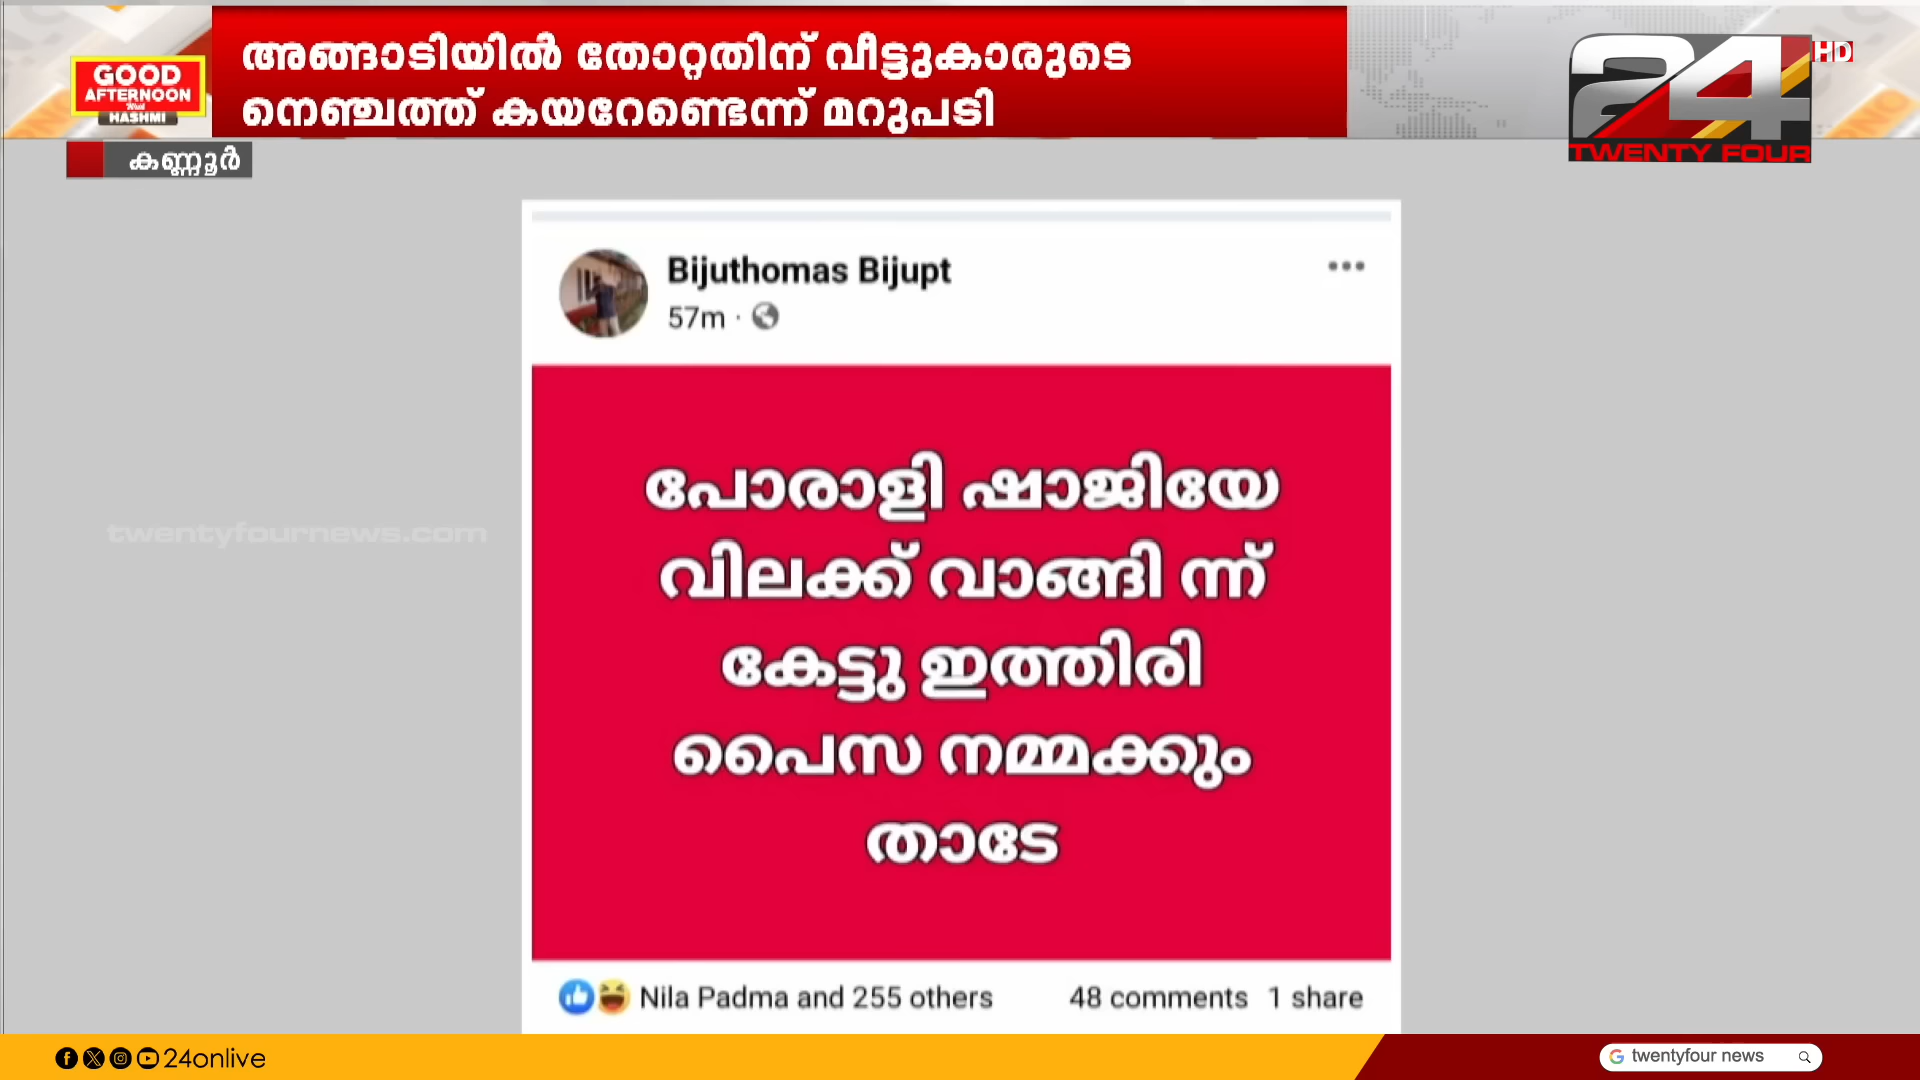 അങ്ങാടിയിൽ തോറ്റതിന് വീട്ടുകാരുടെ
നെഞ്ചത്ത് കയറേണ്ടെന്ന് മറുപടി
GOOD
AFTERNOON
With
HASHMI
24 HD
TWENTY FOUR
കണ്ണൂർ
Bijuthomas Bijupt
57m ·
പോരാളി ഷാജിയേ
വിലക്ക് വാങ്ങി ന്ന്
കേട്ടു ഇത്തിരി
പൈസ നമ്മക്കും
താടേ
twentyfournews.com
Nila Padma and 255 others 48 comments 1 share
24onlive
twentyfour news